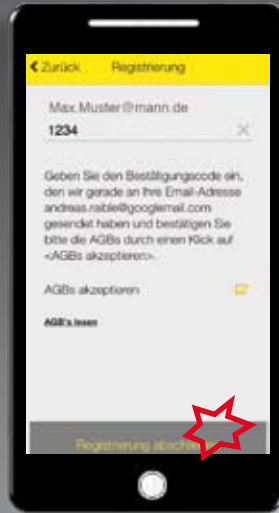 Zurück Registrierung
Max.Muster@mann.de
1234
Geben Sie den Bestätigungscode ein,
den wir gerade an Ihre Email-Adresse
andreas.raible@googlemail.com
gesendet haben und bestätigen Sie
bitte die AGBs durch einen Klick auf
<AGBs akzeptieren>.
AGBs akzeptieren
AGB's lesen
Registrierung